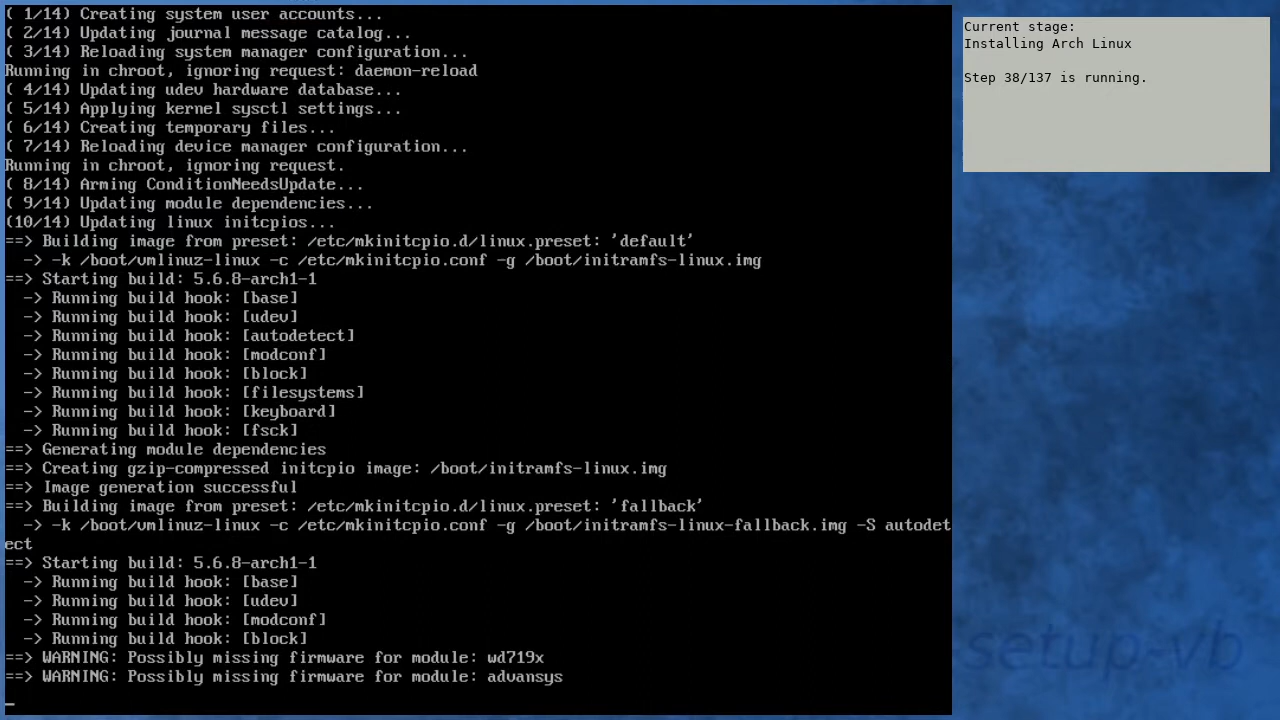 ( 1/14) Creating system user accounts...
( 2/14) Updating journal message catalog...
( 3/14) Reloading system manager configuration...
Running in chroot, ignoring request: daemon-reload
( 4/14) Updating udev hardware database...
( 5/14) Applying kernel sysctl settings...
( 6/14) Creating temporary files...
( 7/14) Reloading device manager configuration...
Running in chroot, ignoring request.
( 8/14) Arming ConditionNeedsUpdate...
( 9/14) Updating module dependencies...
(10/14) Updating linux initcpios...
==> Building image from preset: /etc/mkinitcpio.d/linux.preset: 'default'
  -> -k /boot/vmlinuz-linux -c /etc/mkinitcpio.conf -g /boot/initramfs-linux.img
==> Starting build: 5.6.8-arch1-1
  -> Running build hook: [base]
  -> Running build hook: [udev]
  -> Running build hook: [autodetect]
  -> Running build hook: [modconf]
  -> Running build hook: [block]
  -> Running build hook: [filesystems]
  -> Running build hook: [keyboard]
  -> Running build hook: [fsck]
==> Generating module dependencies
==> Creating gzip-compressed initcpio image: /boot/initramfs-linux.img
==> Image generation successful
==> Building image from preset: /etc/mkinitcpio.d/linux.preset: 'fallback'
  -> -k /boot/vmlinuz-linux -c /etc/mkinitcpio.conf -g /boot/initramfs-linux-fallback.img -S autodet
ect
==> Starting build: 5.6.8-arch1-1
  -> Running build hook: [base]
  -> Running build hook: [udev]
  -> Running build hook: [modconf]
  -> Running build hook: [block]
==> WARNING: Possibly missing firmware for module: wd719x
==> WARNING: Possibly missing firmware for module: advansys
_
Current stage:
Installing Arch Linux
Step 38/137 is running.
setup-vb